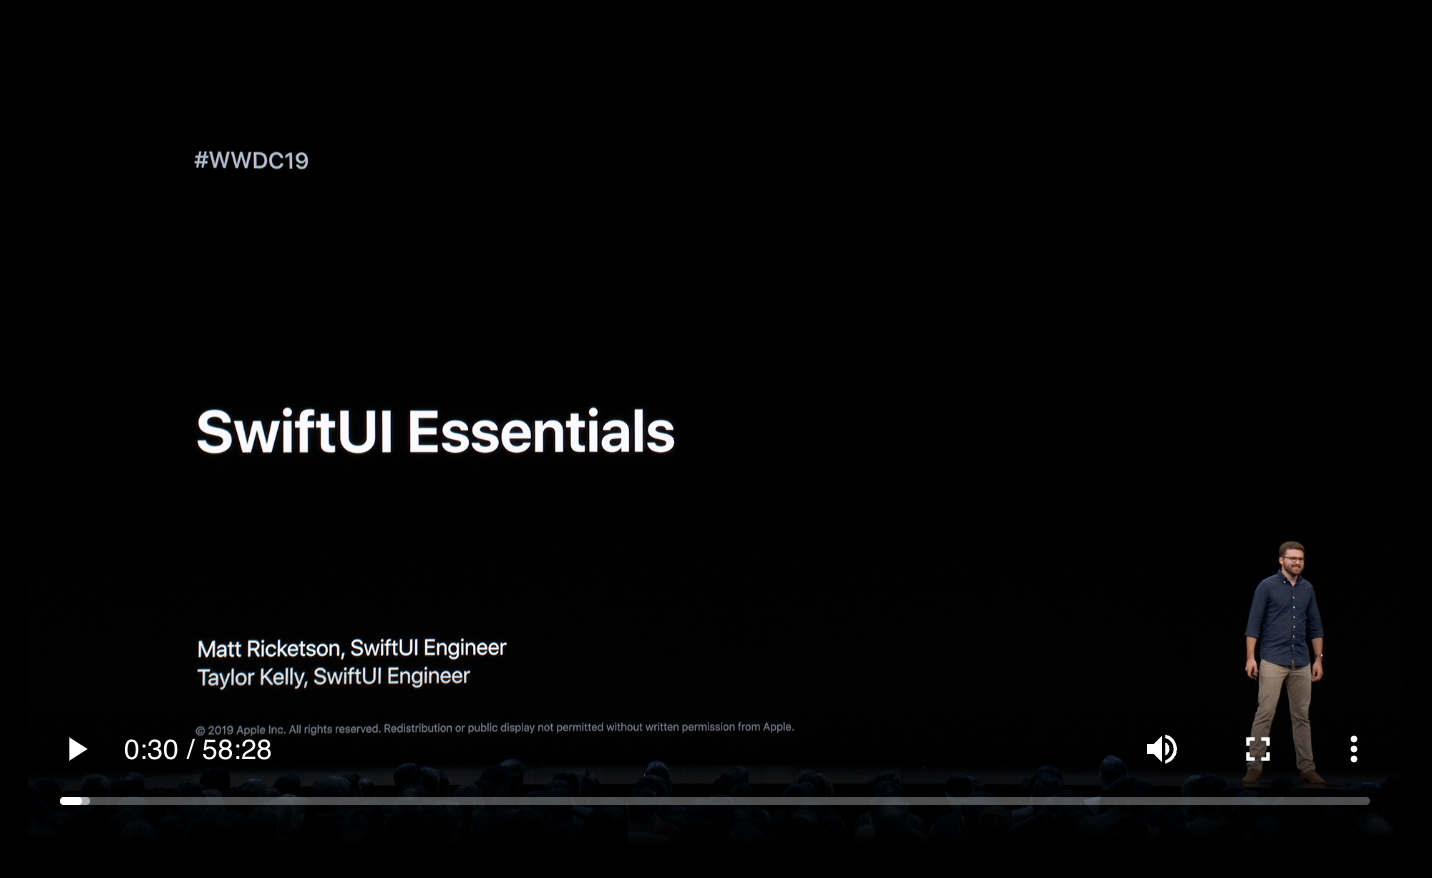 #WWDC19
SwiftUI Essentials
Matt Ricketson, SwiftUI Engineer
Taylor Kelly, SwiftUI Engineer
© 2019 Apple Inc. All rights reserved. Redistribution or public display not permitted without written permission from Apple.
0:30 / 58:28